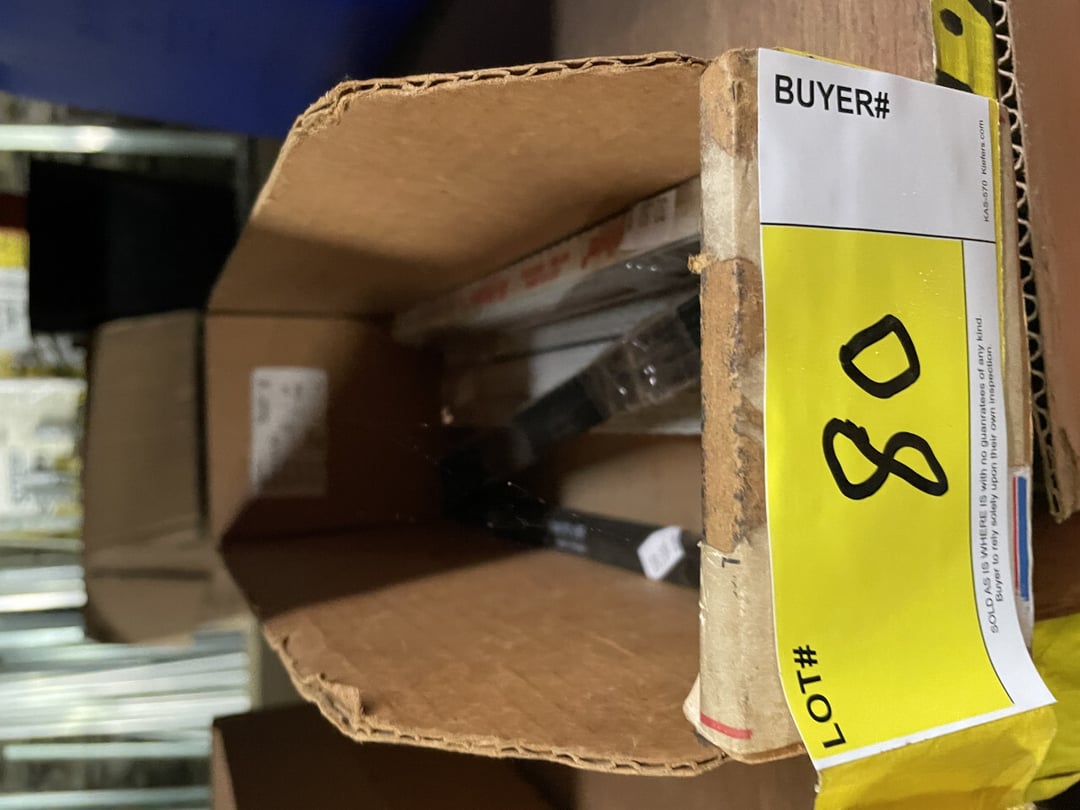 BUYER#
LOT#
80
SOLD AS IS WHERE IS with no guanratees of any kind.
Buyer to rely solely upon their own inspection.
KAS-570 Kiefers.com